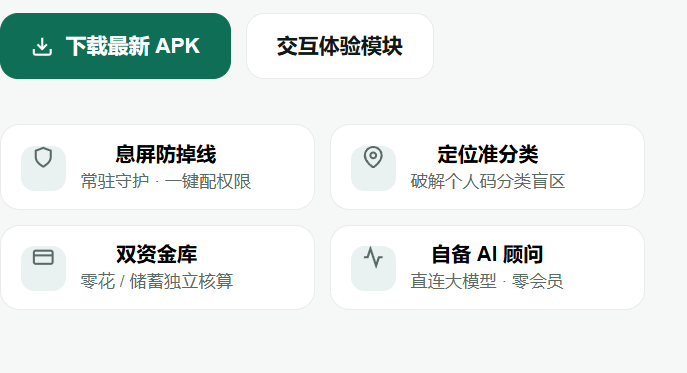 下载最新 APK
交互体验模块
息屏防掉线
常驻守护 · 一键配权限
定位准分类
破解个人码分类盲区
双资金库
零花 / 储蓄独立核算
自备 AI 顾问
直连大模型 · 零会员